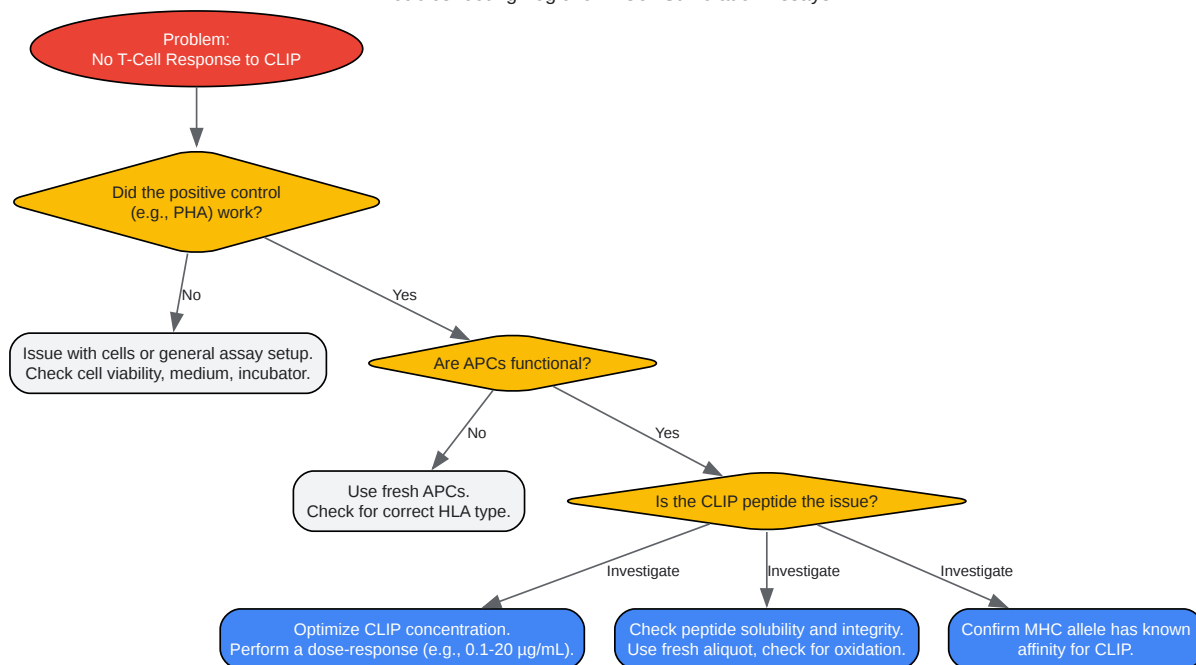 Problem:
No T-Cell Response to CLIP
Did the positive control
(e.g., PHA) work?
No
Yes
Issue with cells or general assay setup.
Check cell viability, medium, incubator.
Are APCs functional?
No
Yes
Use fresh APCs.
Check for correct HLA type.
Is the CLIP peptide the issue?
Investigate
Investigate
Investigate
Optimize CLIP concentration.
Perform a dose-response (e.g., 0.1-20 µg/mL).
Check peptide solubility and integrity.
Use fresh aliquot, check for oxidation.
Confirm MHC allele has known
affinity for CLIP.